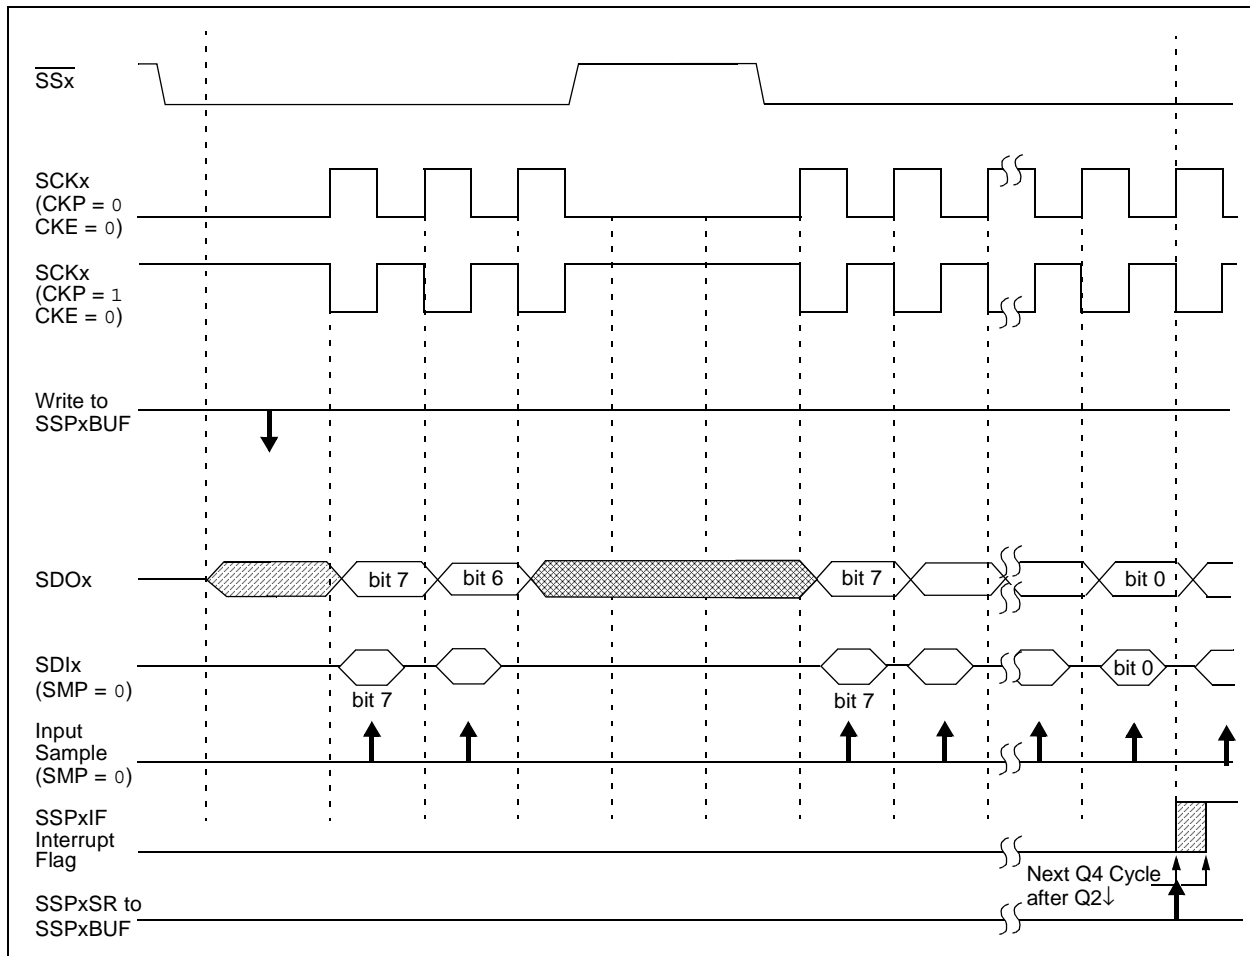 SSx
SCKx
(CKP = 0
CKE = 0)
SCKx
(CKP = 1
CKE = 0)
Write to
SSPxBUF
SDOx
bit 7
bit 6
bit 7
bit 0
SDIx
(SMP = 0)
bit 7
bit 7
bit 0
Input
Sample
(SMP = 0)
SSPxIF
Interrupt
Flag
Next Q4 Cycle
after Q2↓
SSPxSR to
SSPxBUF